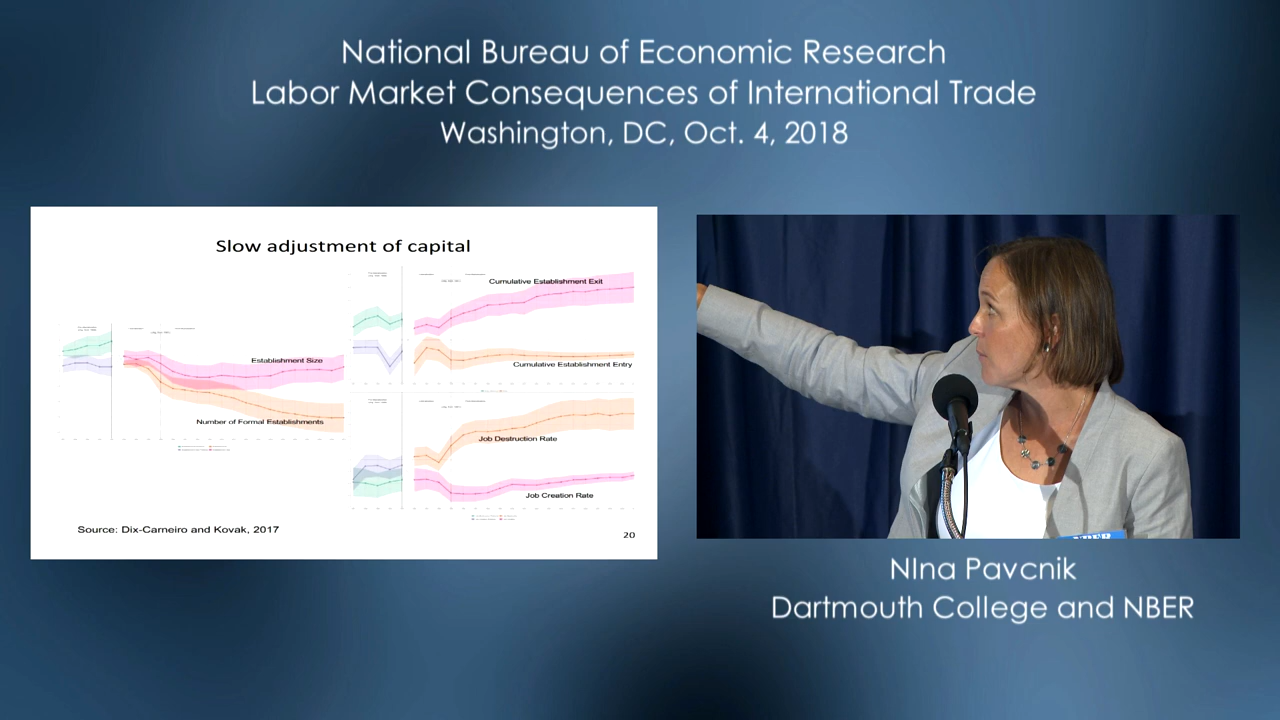 National Bureau of Economic Research
Labor Market Consequences of International Trade
Washington, DC, Oct. 4, 2018
Slow adjustment of capital
Cumulative Establishment Exit
Establishment Size
Cumulative Establishment Entry
Number of Formal Establishments
Job Destruction Rate
Job Creation Rate
Source: Dix-Carneiro and Kovak, 2017
20
NBER
NIna Pavcnik
Dartmouth College and NBER